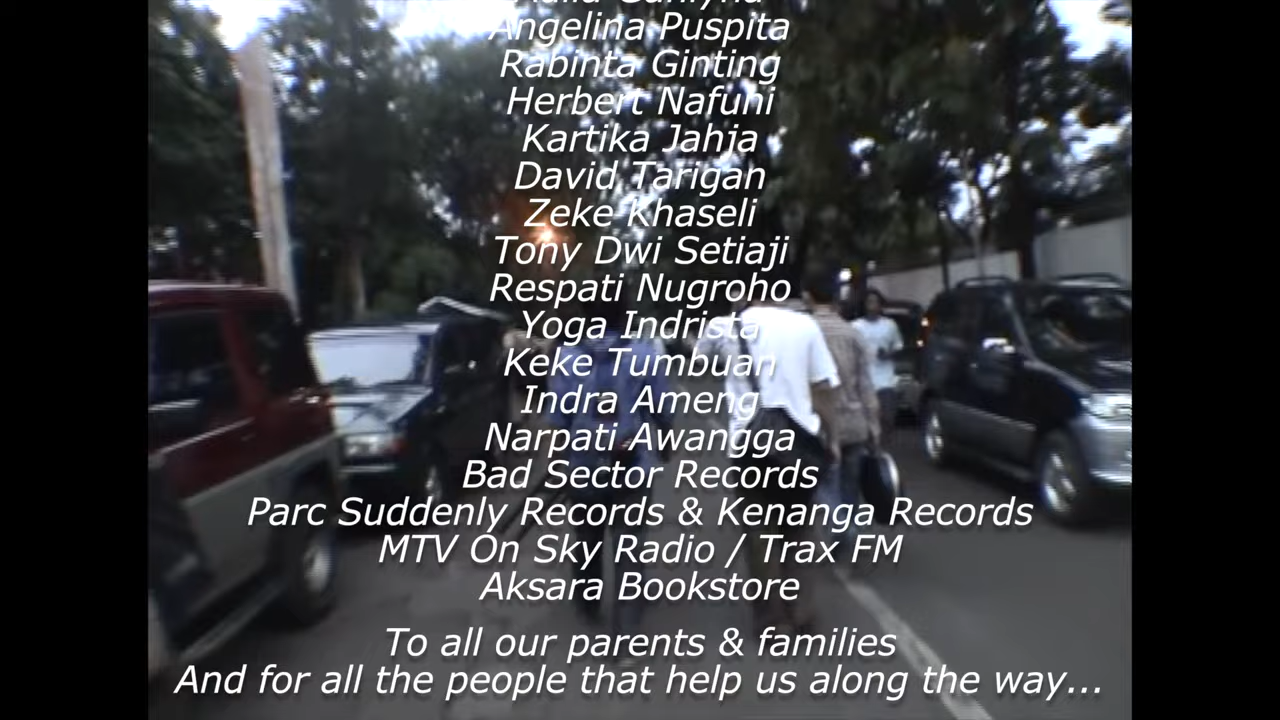 Angelina Puspita
Rabinta Ginting
Herbert Nafuhi
Kartika Jahja
David Tarigan
Zeke Khaseli
Tony Dwi Setiaji
Respati Nugroho
Yoga Indrista
Keke Tumbuan
Indra Ameng
Narpati Awangga
Bad Sector Records
Parc Suddenly Records & Kenanga Records
MTV On Sky Radio / Trax FM
Aksara Bookstore
To all our parents & families
And for all the people that help us along the way...